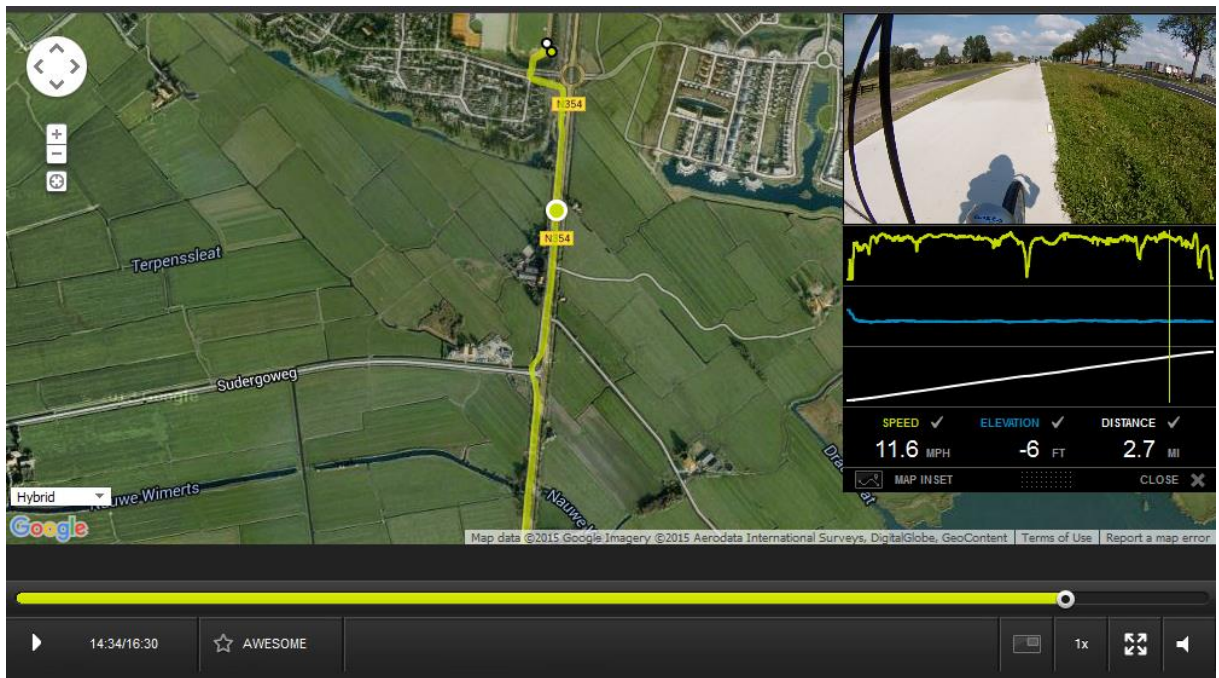 N354
N354
Terpenssleat
Sudergoweg
Nauwe Wimerts
Hybrid
Google
Map data ©2015 Google Imagery ©2015 Aerodata International Surveys, DigitalGlobe, GeoContent
Terms of Use
Report a map error
SPEED
ELEVATION
DISTANCE
11.6 MPH
-6 FT
2.7 MI
MAP INSET
CLOSE
14:34/16:30
AWESOME
1x